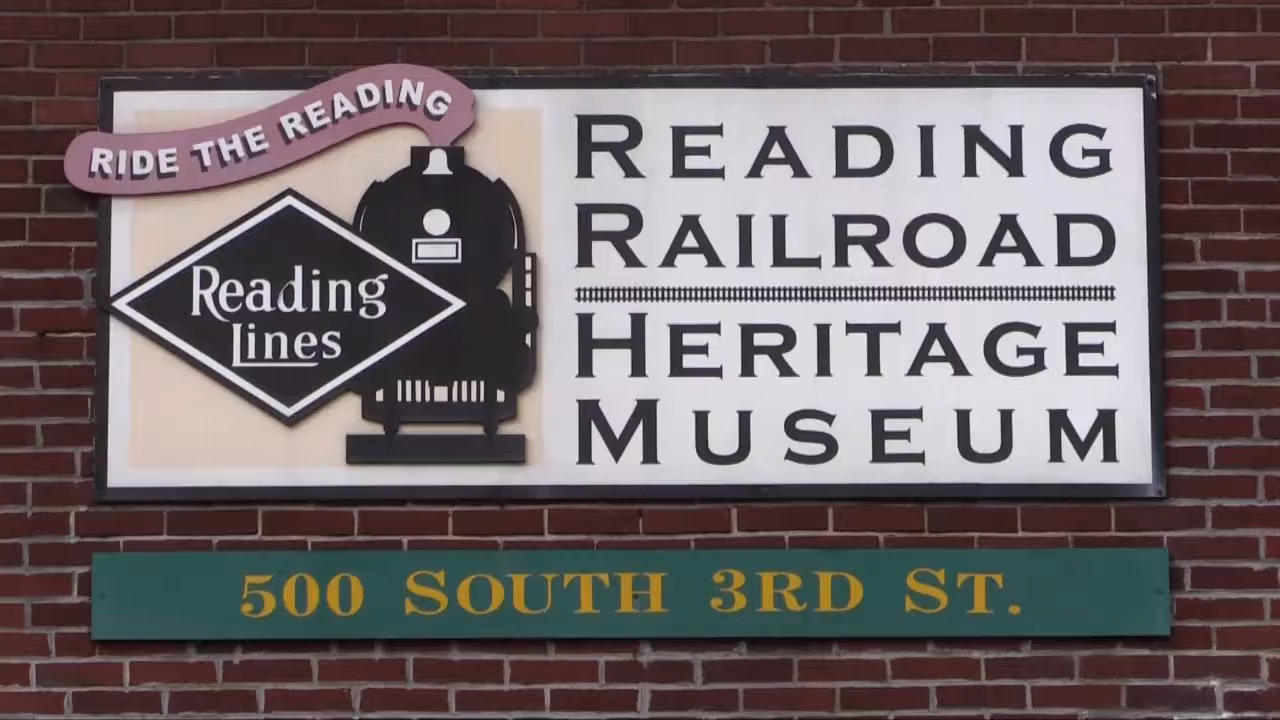 RIDE THE READING
Reading
Lines
READING
RAILROAD
HERITAGE
MUSEUM
500 SOUTH 3RD ST.